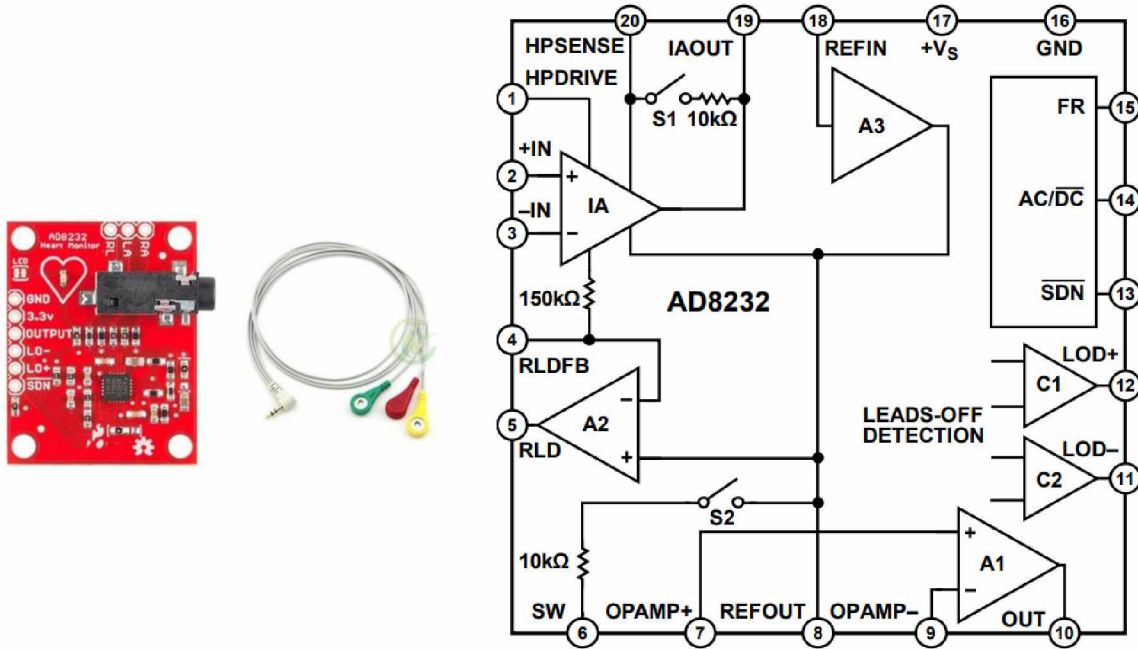 AD8232
Heart Monitor
RL
LA
RA
LED
GND
3.3v
OUTPUT
LO-
LO+
SDN
20
19
18
17
16
HPSENSE
IAOUT
REFIN
+VS
GND
HPDRIVE
1
S1
10kΩ
A3
FR
15
+IN
2
+
IA
AC/DC
14
–IN
3
–
150kΩ
AD8232
SDN
13
4
RLDFB
LOD+
C1
12
–
A2
5
RLD
+
LEADS-OFF
DETECTION
LOD–
C2
11
S2
10kΩ
+
A1
–
SW
OPAMP+
REFOUT
OPAMP–
OUT
6
7
8
9
10